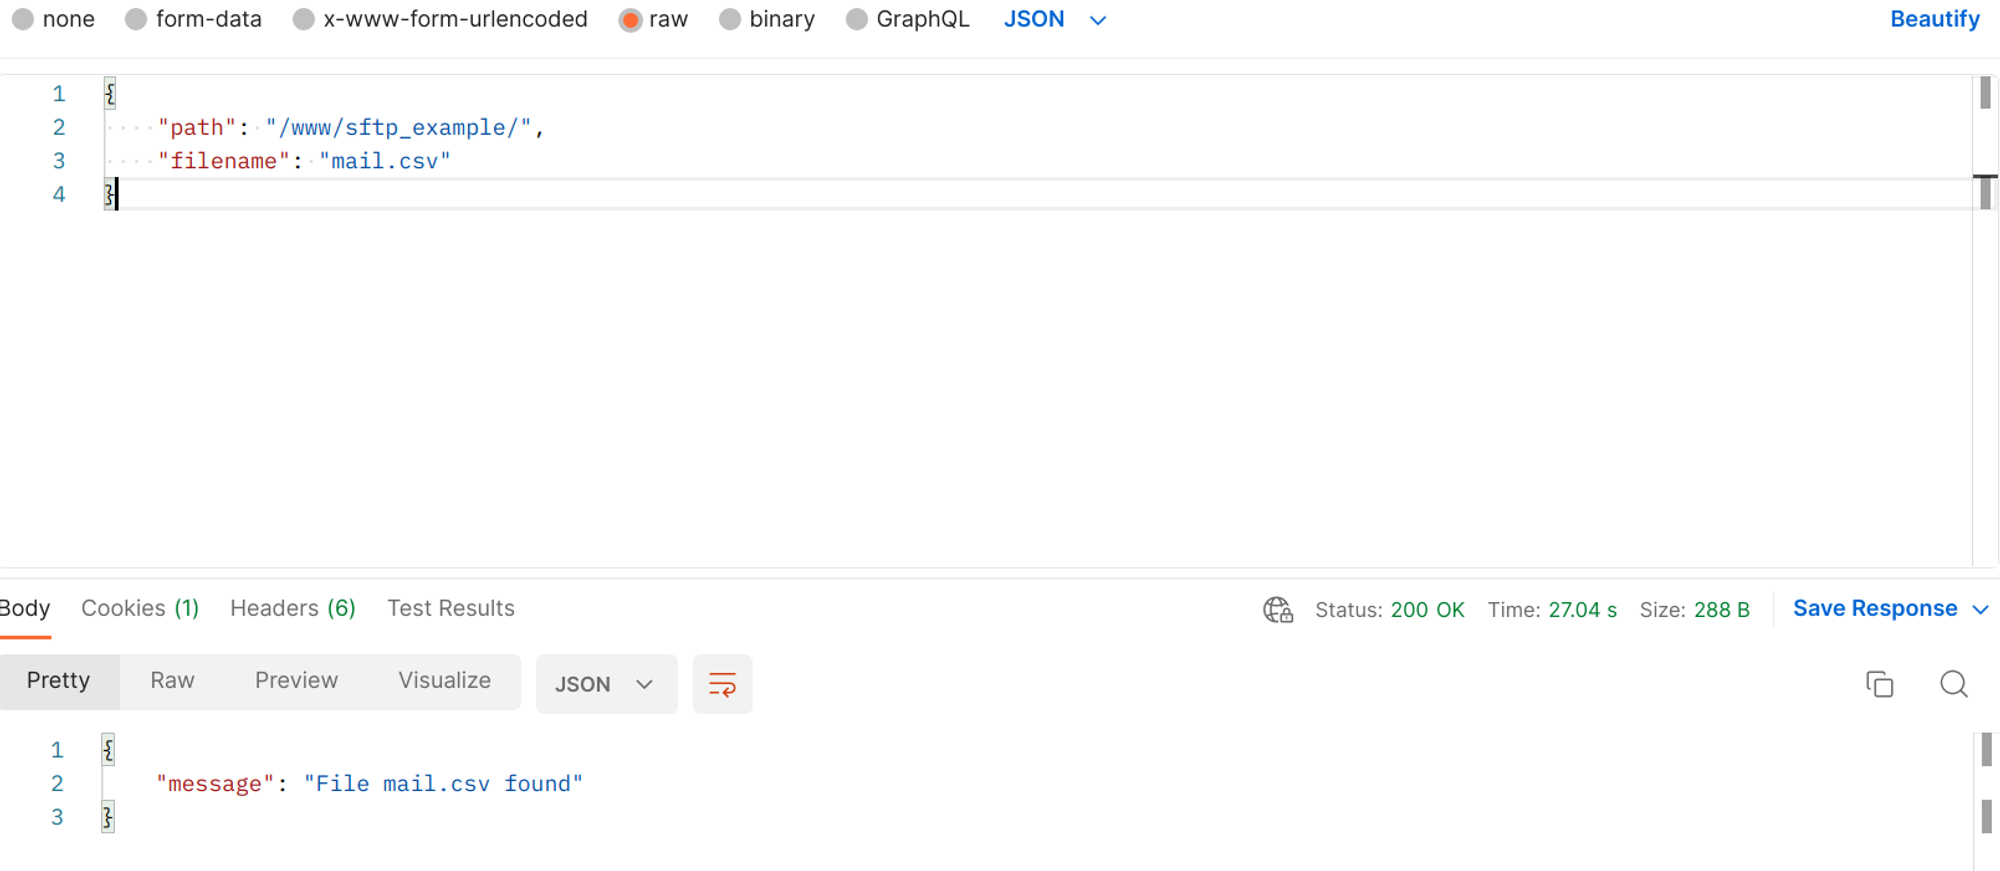 none form-data x-www-form-urlencoded raw binary GraphQL JSON Beautify
1 {
2 "path": "/www/sftp_example/",
3 "filename": "mail.csv"
4 }
Body Cookies (1) Headers (6) Test Results Status: 200 OK Time: 27.04 s Size: 288 B Save Response
Pretty Raw Preview Visualize JSON
1 {
2 "message": "File mail.csv found"
3 }